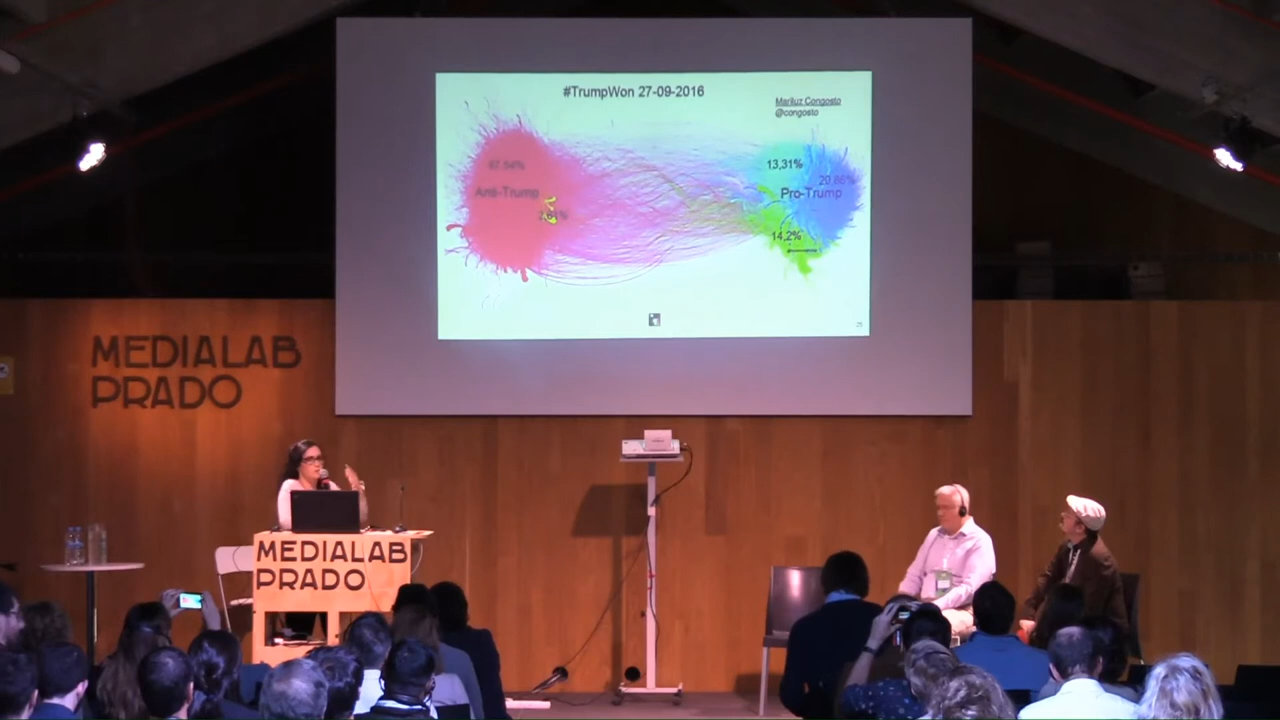 #TrumpWon 27-09-2016
Mariluz Congosto
@congosto
67.94%
Anti-Trump
13,31%
20.86%
Pro-Trump
14,2%
25
MEDIALAB
PRADO
MEDIALAB
PRADO